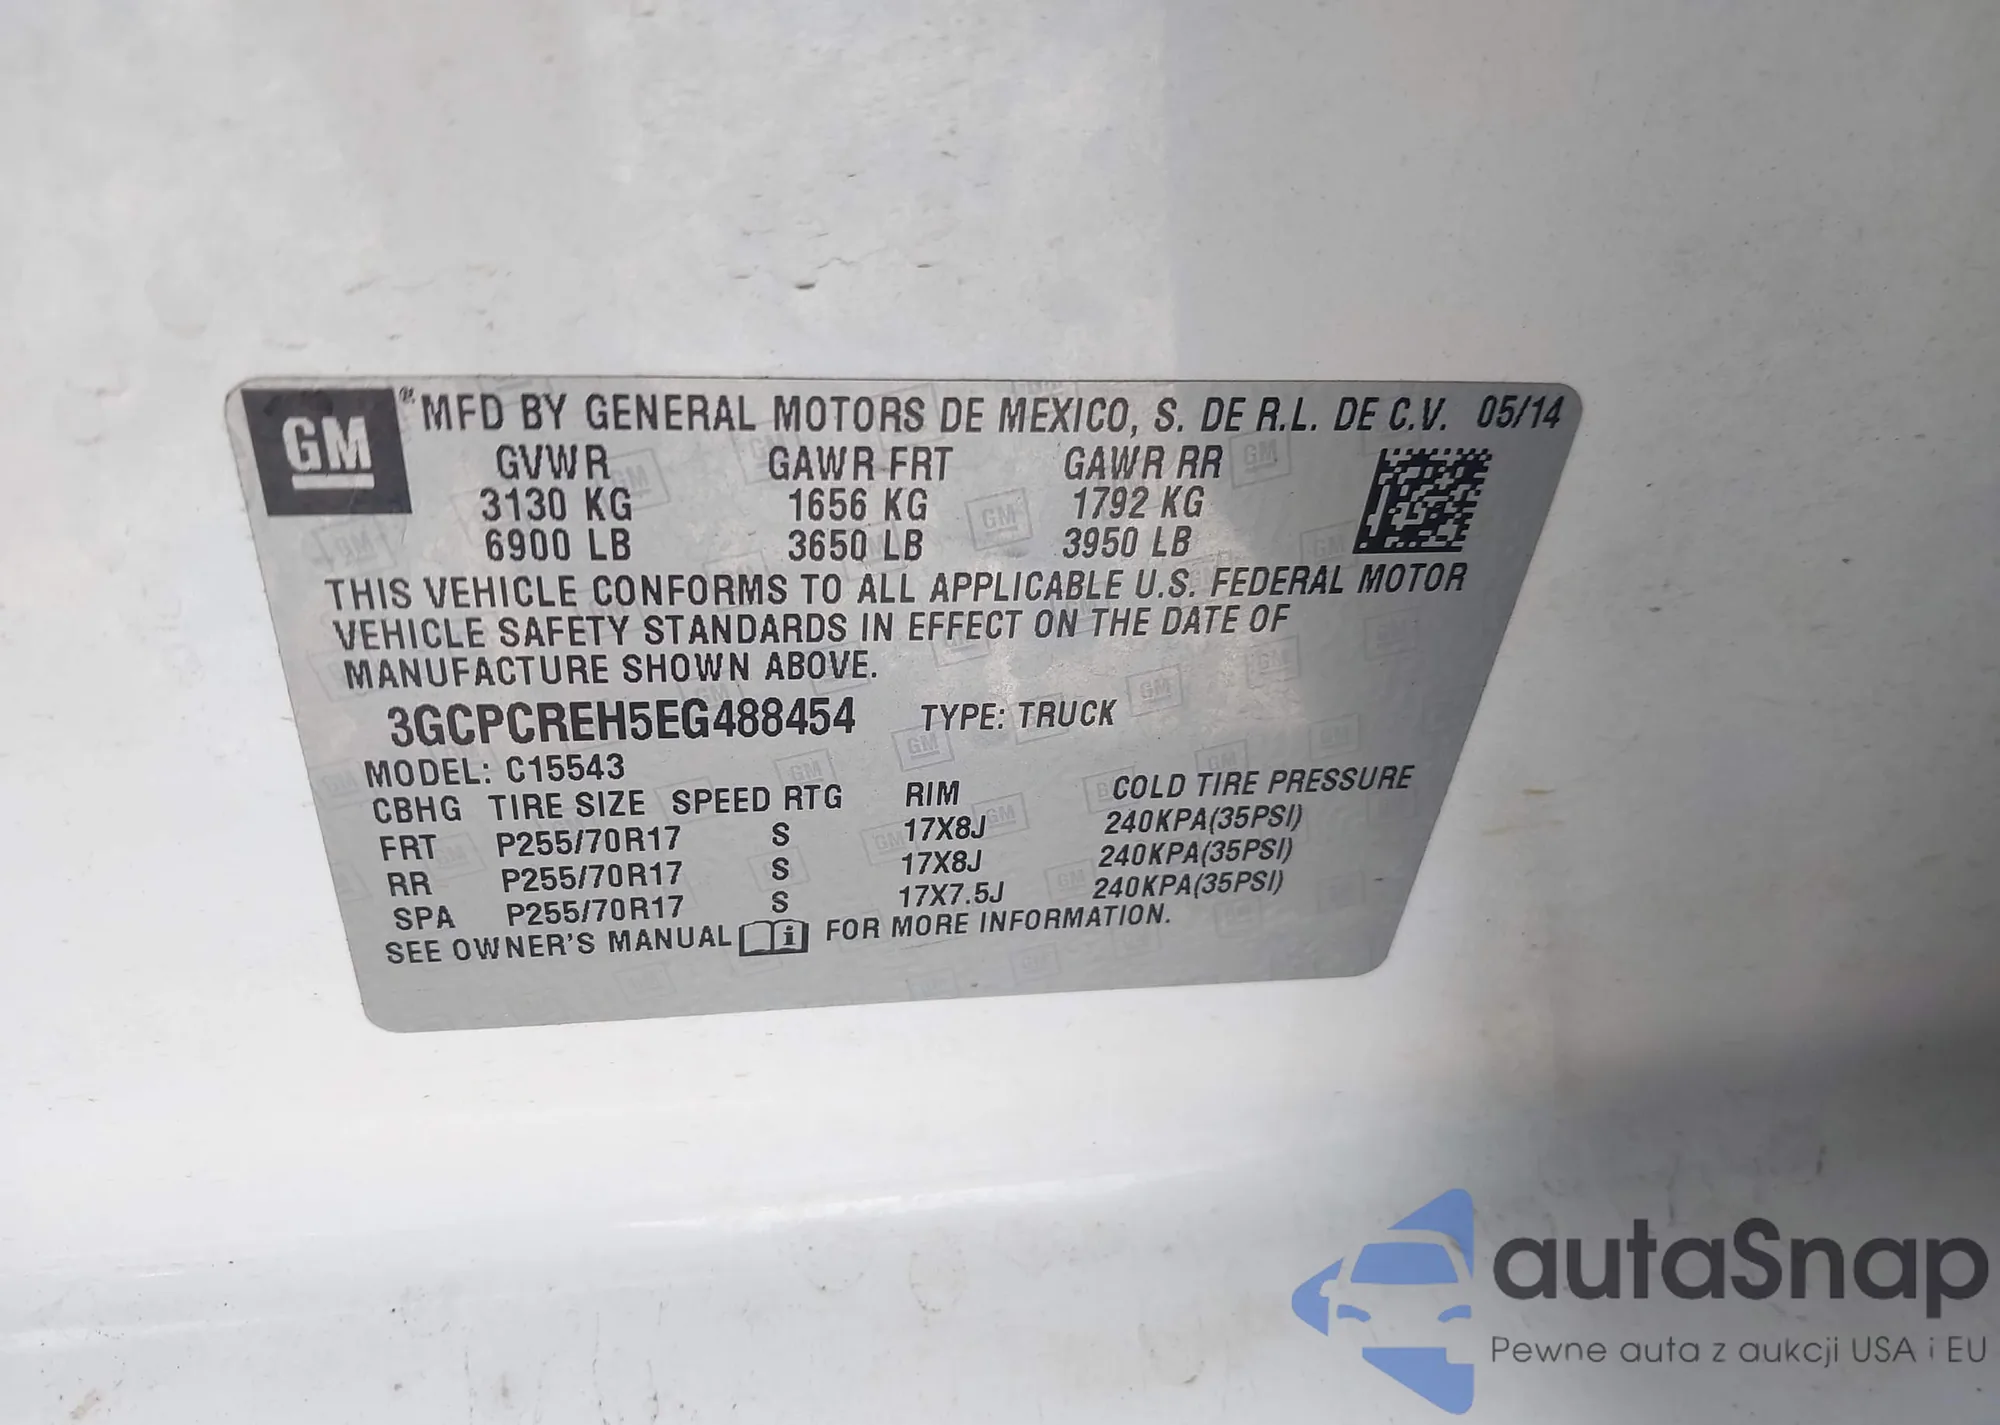 GM ® MFD BY GENERAL MOTORS DE MEXICO, S. DE R.L. DE C.V. 05/14
GVWR GAWR FRT GAWR RR
3130 KG 1656 KG 1792 KG
6900 LB 3650 LB 3950 LB
THIS VEHICLE CONFORMS TO ALL APPLICABLE U.S. FEDERAL MOTOR
VEHICLE SAFETY STANDARDS IN EFFECT ON THE DATE OF
MANUFACTURE SHOWN ABOVE.
3GCPCREH5EG488454 TYPE: TRUCK
MODEL: C15543
CBHG TIRE SIZE SPEED RTG RIM COLD TIRE PRESSURE
FRT P255/70R17 S 17X8J 240KPA(35PSI)
RR P255/70R17 S 17X8J 240KPA(35PSI)
SPA P255/70R17 S 17X7.5J 240KPA(35PSI)
SEE OWNER'S MANUAL i FOR MORE INFORMATION.
autaSnap
Pewne auta z aukcji USA i EU